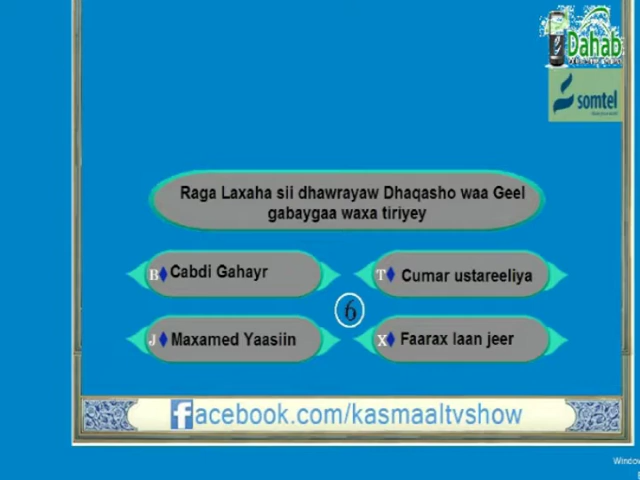 Dahab
somtel
Raga Laxaha sii dhawrayaw Dhaqasho waa Geel
gabaygaa waxa tiriyey
B Cabdi Gahayr
T Cumar ustareeliya
6
J Maxamed Yaasiin
X Faarax laan jeer
facebook.com/kasmaaltvshow